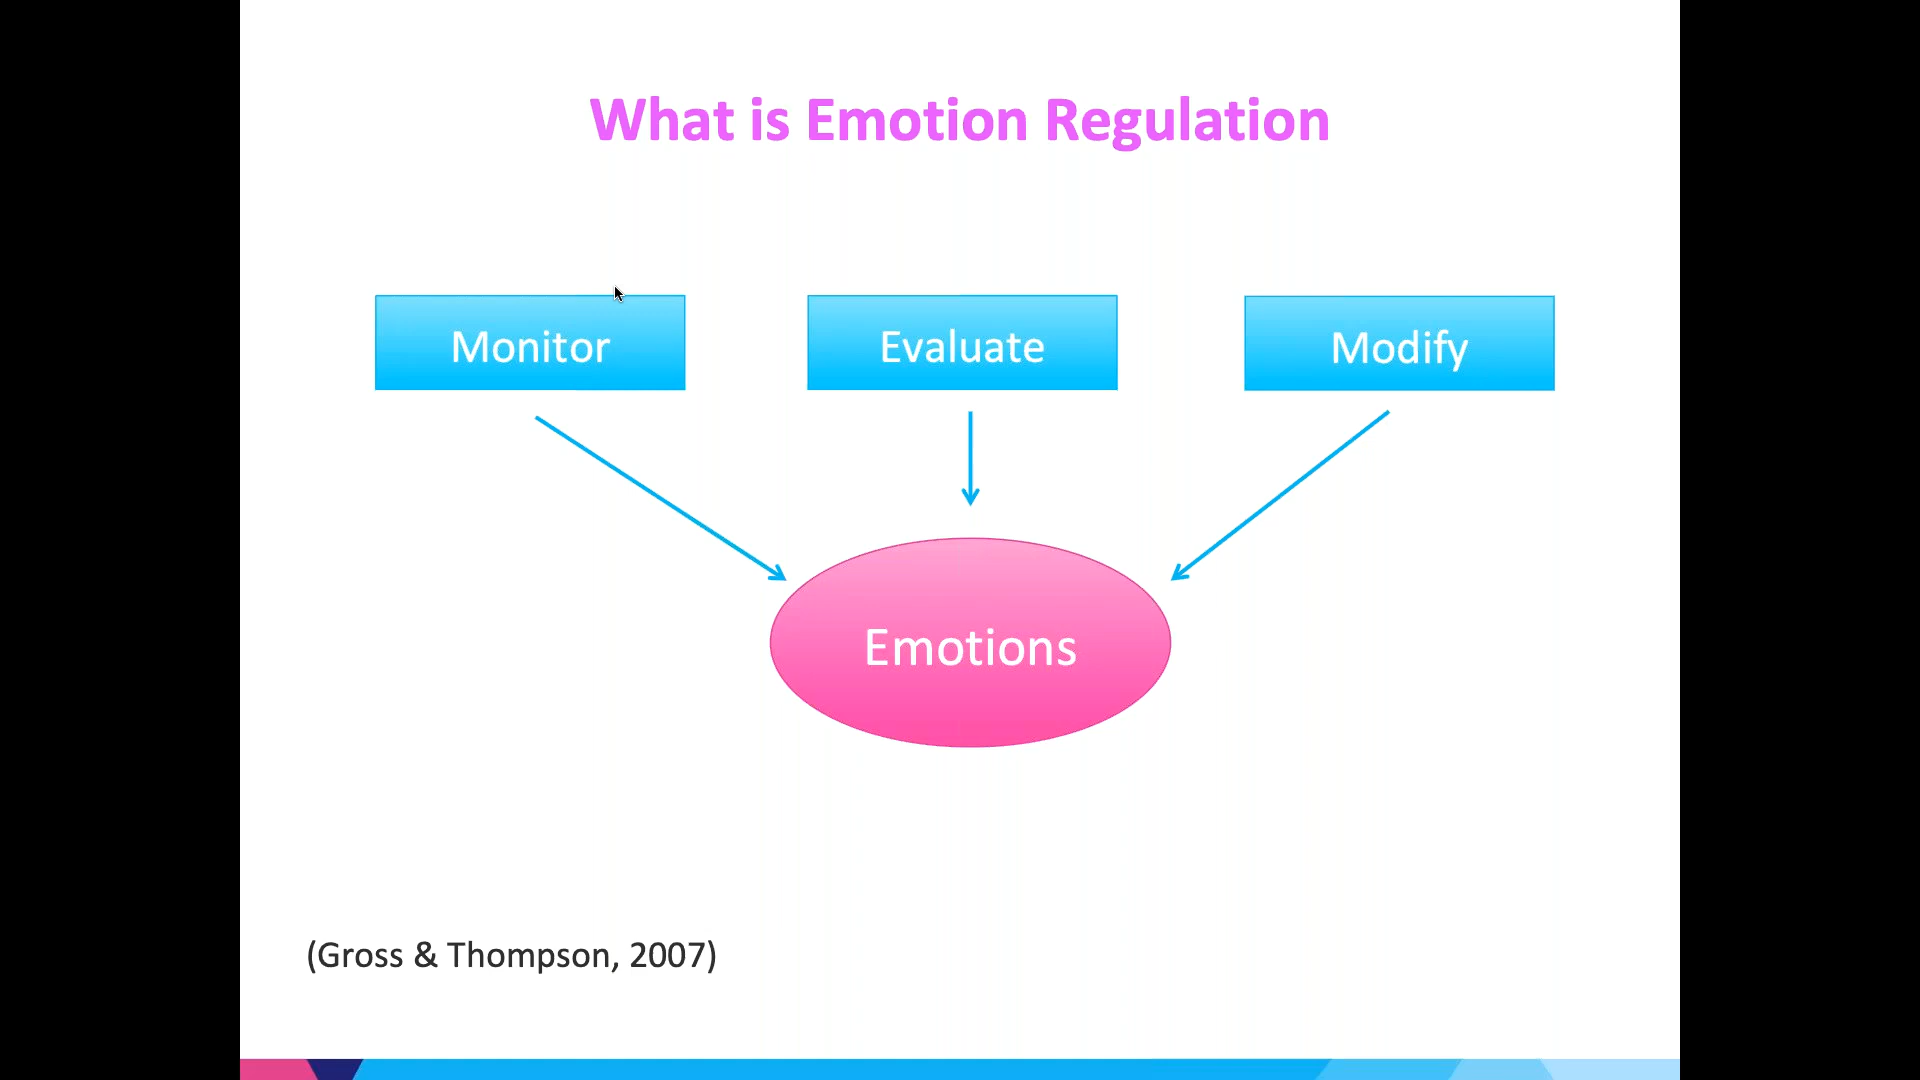 What is Emotion Regulation
Monitor
Evaluate
Modify
Emotions
(Gross & Thompson, 2007)